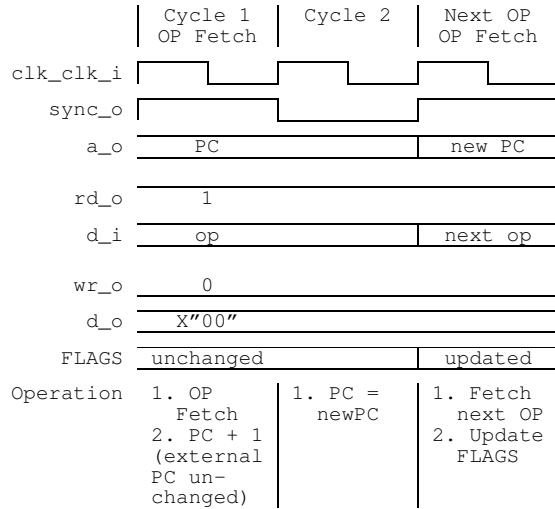 Cycle 1 Cycle 2 Next OP
OP Fetch OP Fetch
clk_clk_i
sync_o
a_o PC new PC
rd_o 1
d_i op next op
wr_o 0
d_o X"00"
FLAGS unchanged updated
Operation 1. OP 1. PC = 1. Fetch
Fetch newPC next OP
2. PC + 1 2. Update
(external FLAGS
PC un-
changed)